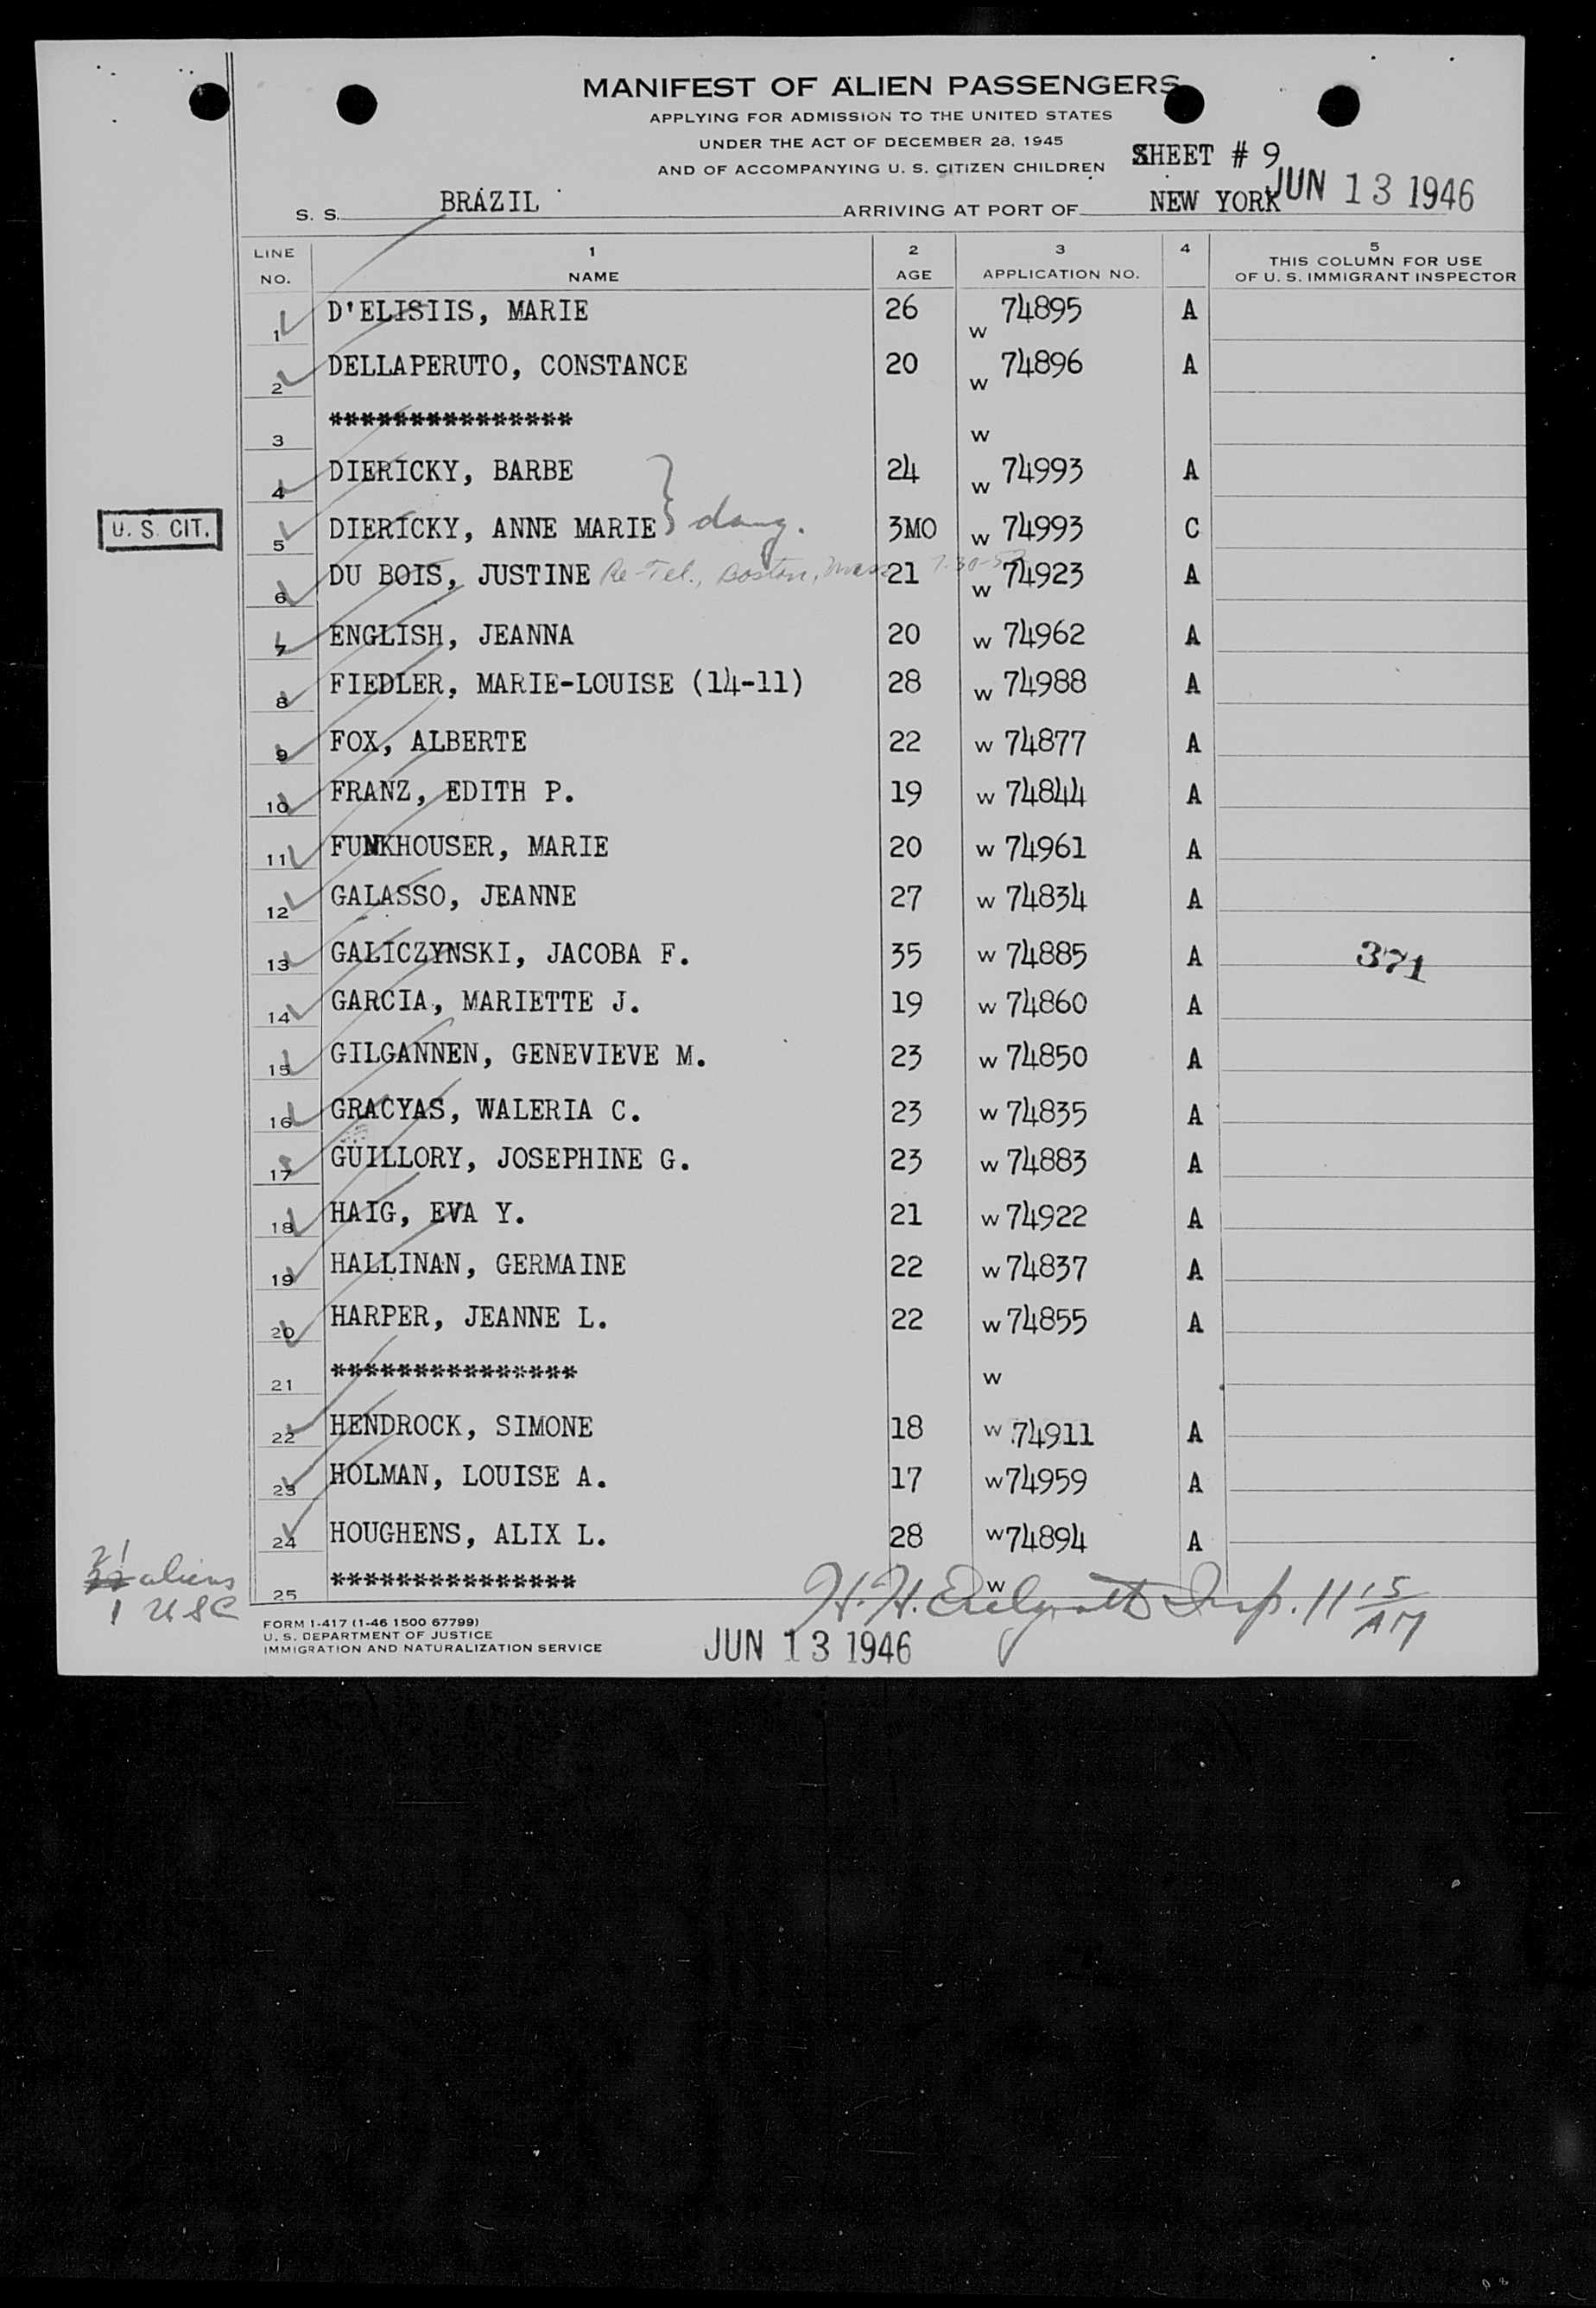 MANIFEST OF ALIEN PASSENGERS
APPLYING FOR ADMISSION TO THE UNITED STATES
UNDER THE ACT OF DECEMBER 28, 1945
AND OF ACCOMPANYING U. S. CITIZEN CHILDREN
SHEET # 9
S. S. BRAZIL ARRIVING AT PORT OF NEW YORK JUN 13 1946
LINE NO. 1 NAME 2 AGE 3 APPLICATION NO. 4 5 THIS COLUMN FOR USE OF U. S. IMMIGRANT INSPECTOR
1 D'ELISIIS, MARIE 26 W 74895 A
2 DELLAPERUTO, CONSTANCE 20 W 74896 A
3 *************** W
4 DIERICKY, BARBE 24 W 74993 A
U. S. CIT. 5 DIERICKY, ANNE MARIE } daug. 3MO W 74993 C
6 DU BOIS, JUSTINE Re-Tel., Boston, Mass 21 W 74923 A
7 ENGLISH, JEANNA 20 W 74962 A
8 FIEDLER, MARIE-LOUISE (14-11) 28 W 74988 A
9 FOX, ALBERTE 22 W 74877 A
10 FRANZ, EDITH P. 19 W 74844 A
11 FUNKHOUSER, MARIE 20 W 74961 A
12 GALASSO, JEANNE 27 W 74834 A
13 GALICZYNSKI, JACOBA F. 35 W 74885 A 371
14 GARCIA, MARIETTE J. 19 W 74860 A
15 GILGANNEN, GENEVIEVE M. 23 W 74850 A
16 GRACYAS, WALERIA C. 23 W 74835 A
17 GUILLORY, JOSEPHINE G. 23 W 74883 A
18 HAIG, EVA Y. 21 W 74922 A
19 HALLINAN, GERMAINE 22 W 74837 A
20 HARPER, JEANNE L. 22 W 74855 A
21 *************** W
22 HENDROCK, SIMONE 18 W 74911 A
23 HOLMAN, LOUISE A. 17 W 74959 A
24 HOUGHENS, ALIX L. 28 W 74894 A
25 *************** W
21 aliens
1 USC
H. H. Insp. 11 15 AM
FORM I-417 (1-46 1500 67799)
U. S. DEPARTMENT OF JUSTICE
IMMIGRATION AND NATURALIZATION SERVICE
JUN 13 1946